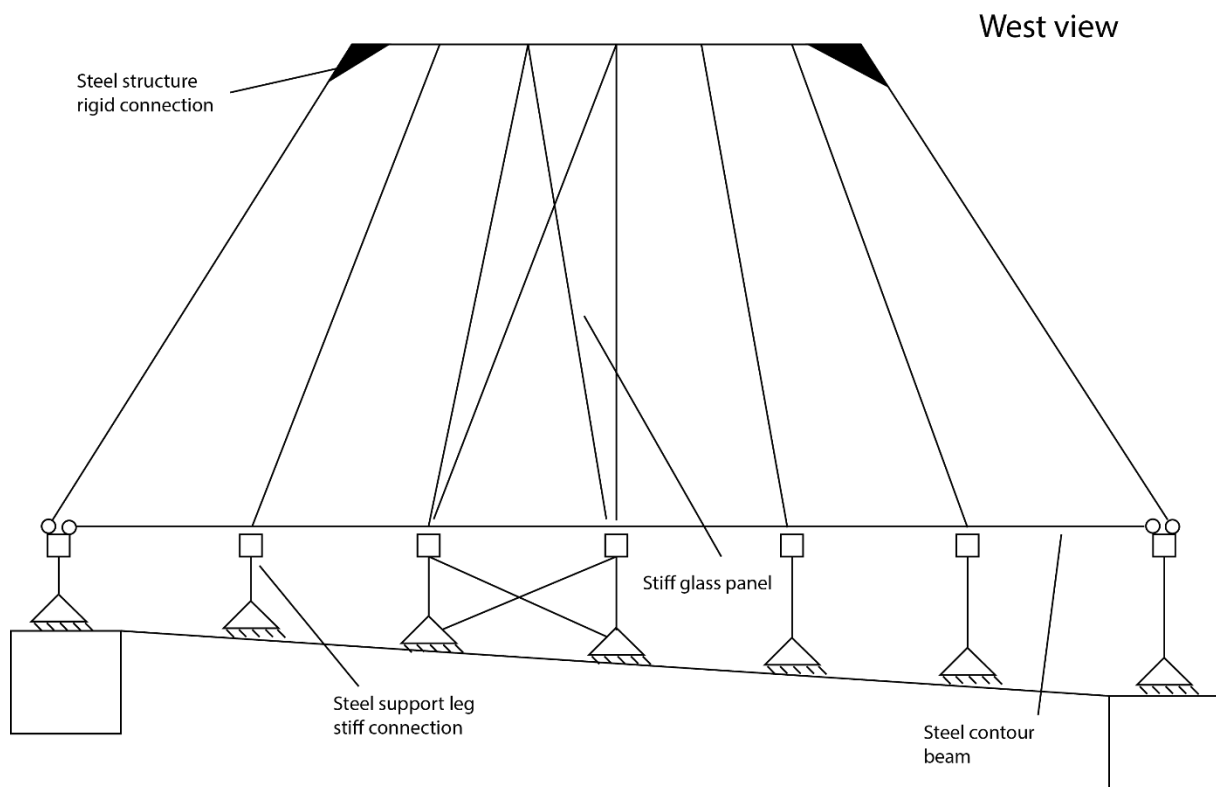 West view
Steel structure
rigid connection
Stiff glass panel
Steel support leg
stiff connection
Steel contour
beam